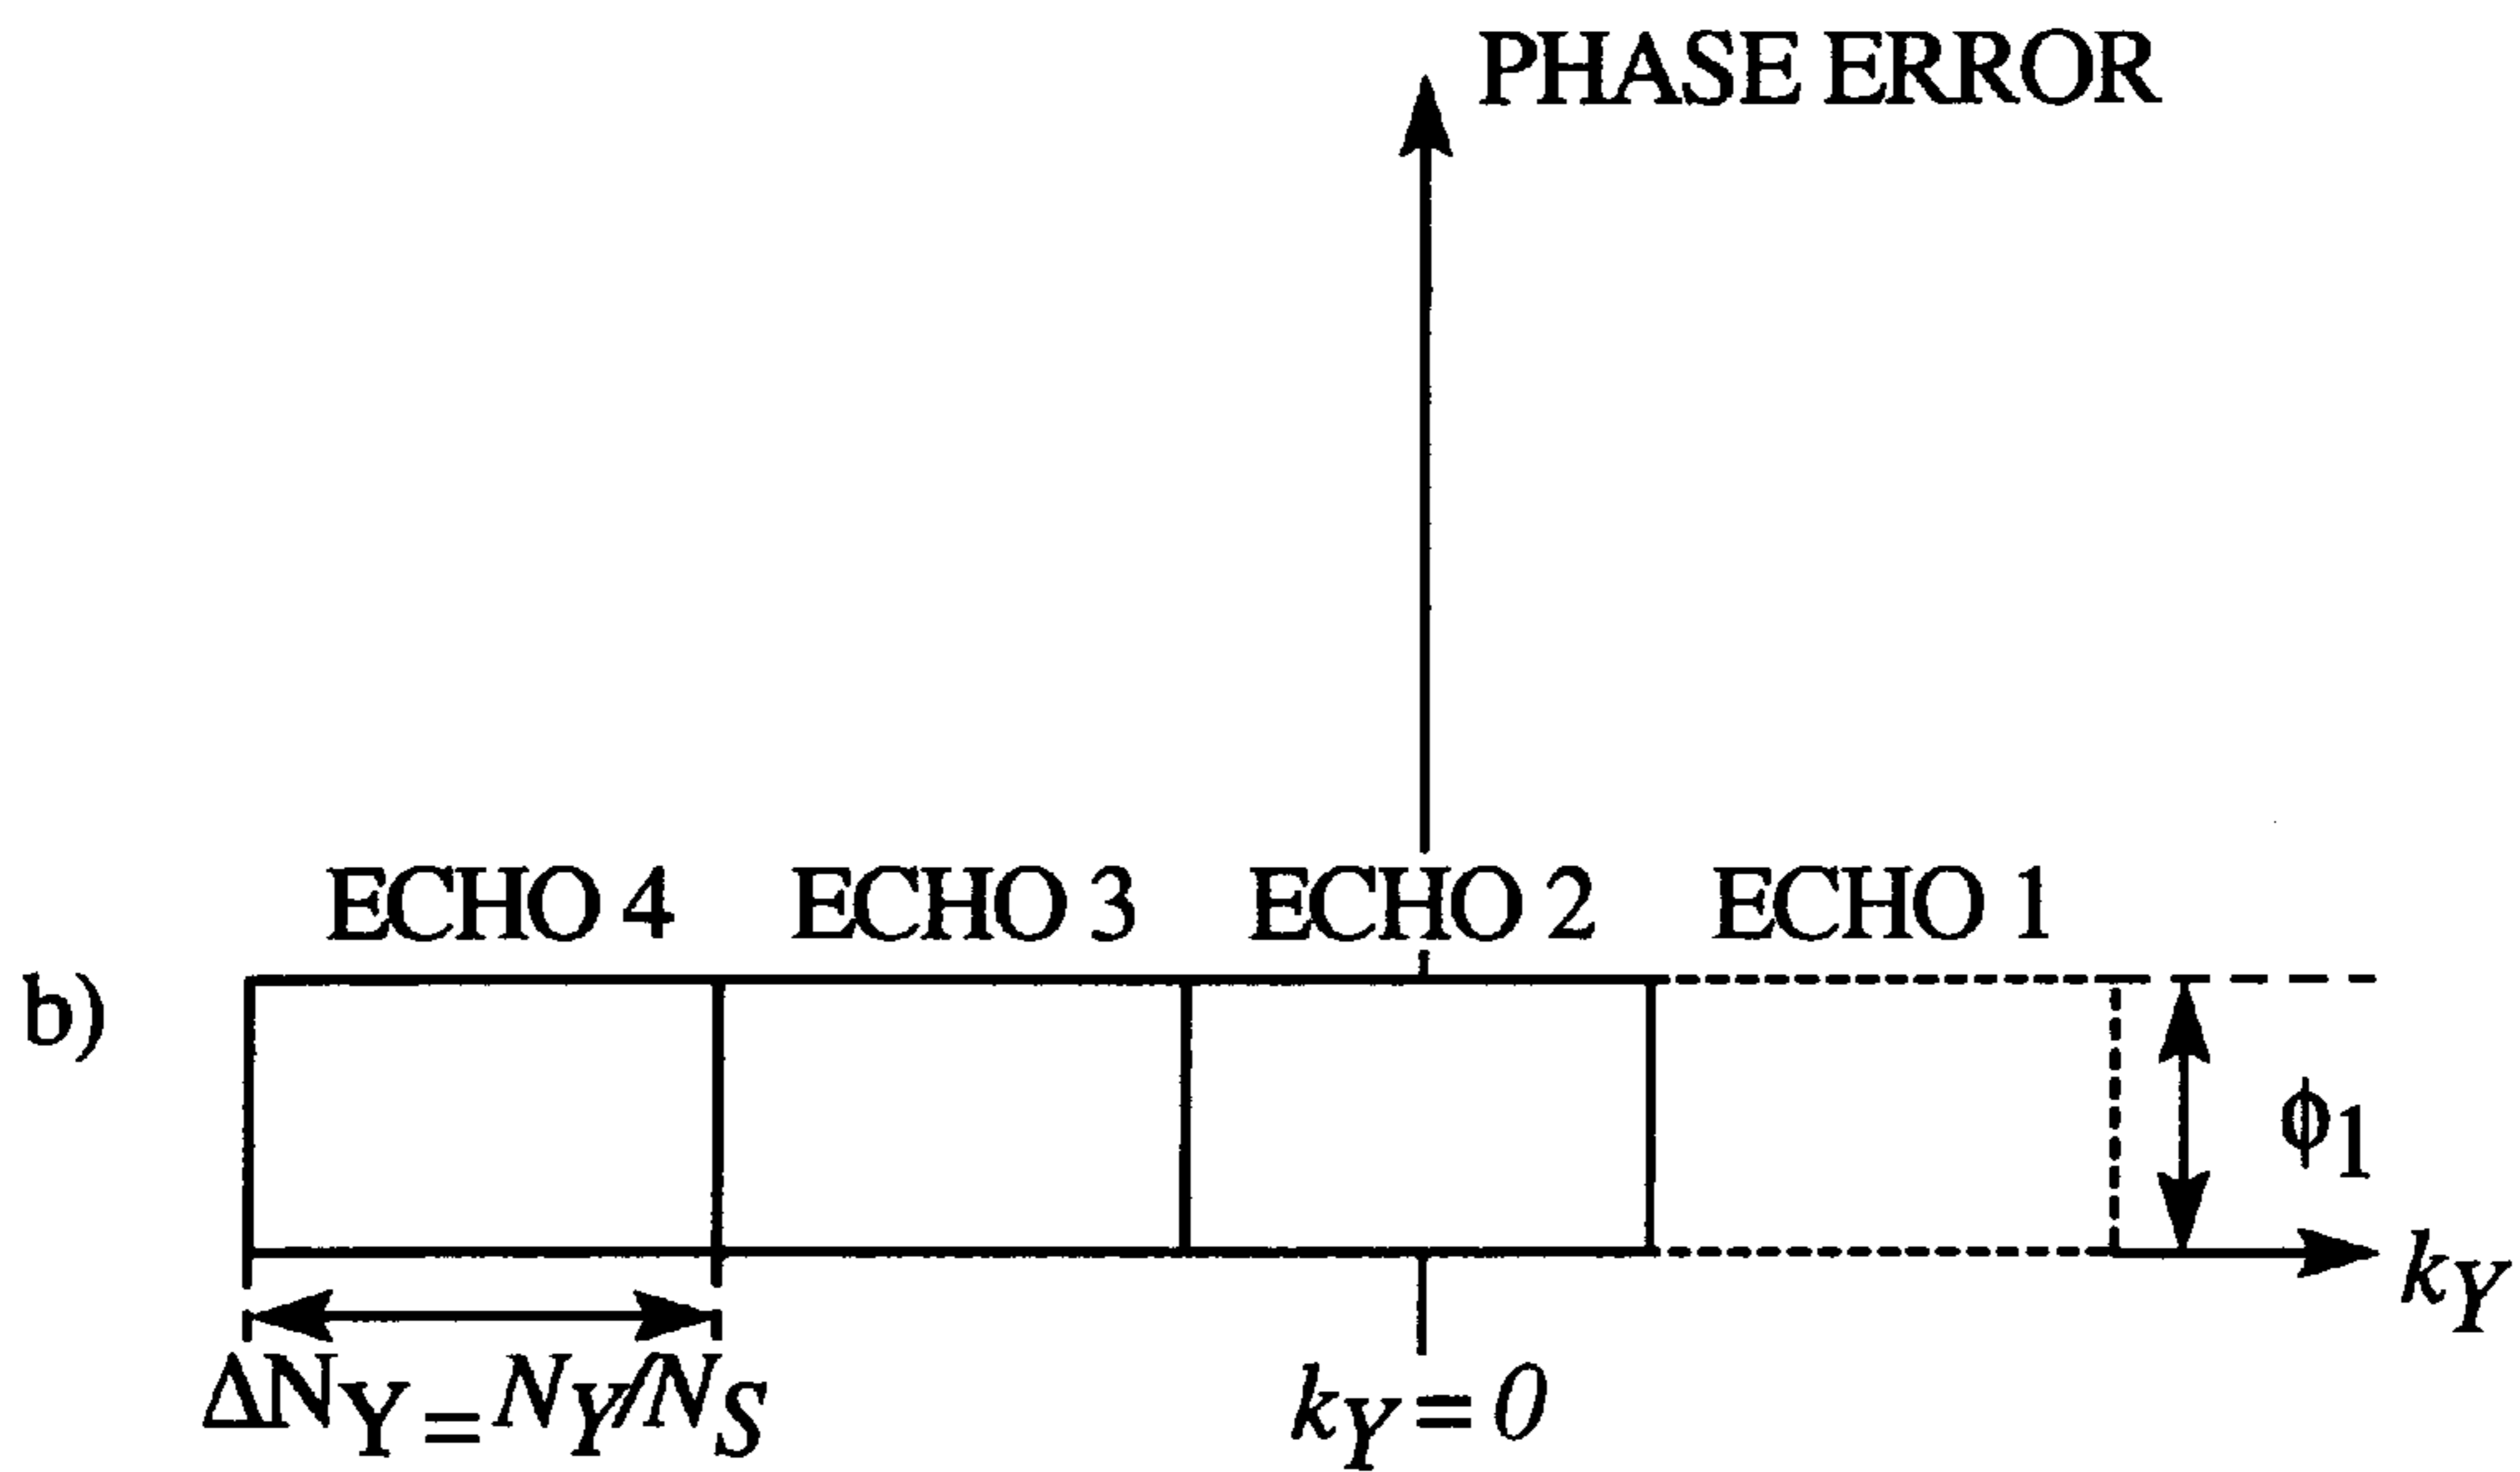 PHASE ERROR
ECHO 4 ECHO 3 ECHO 2 ECHO 1
b)
ϕ1
kY
ΔNY = NY/NS kY = 0